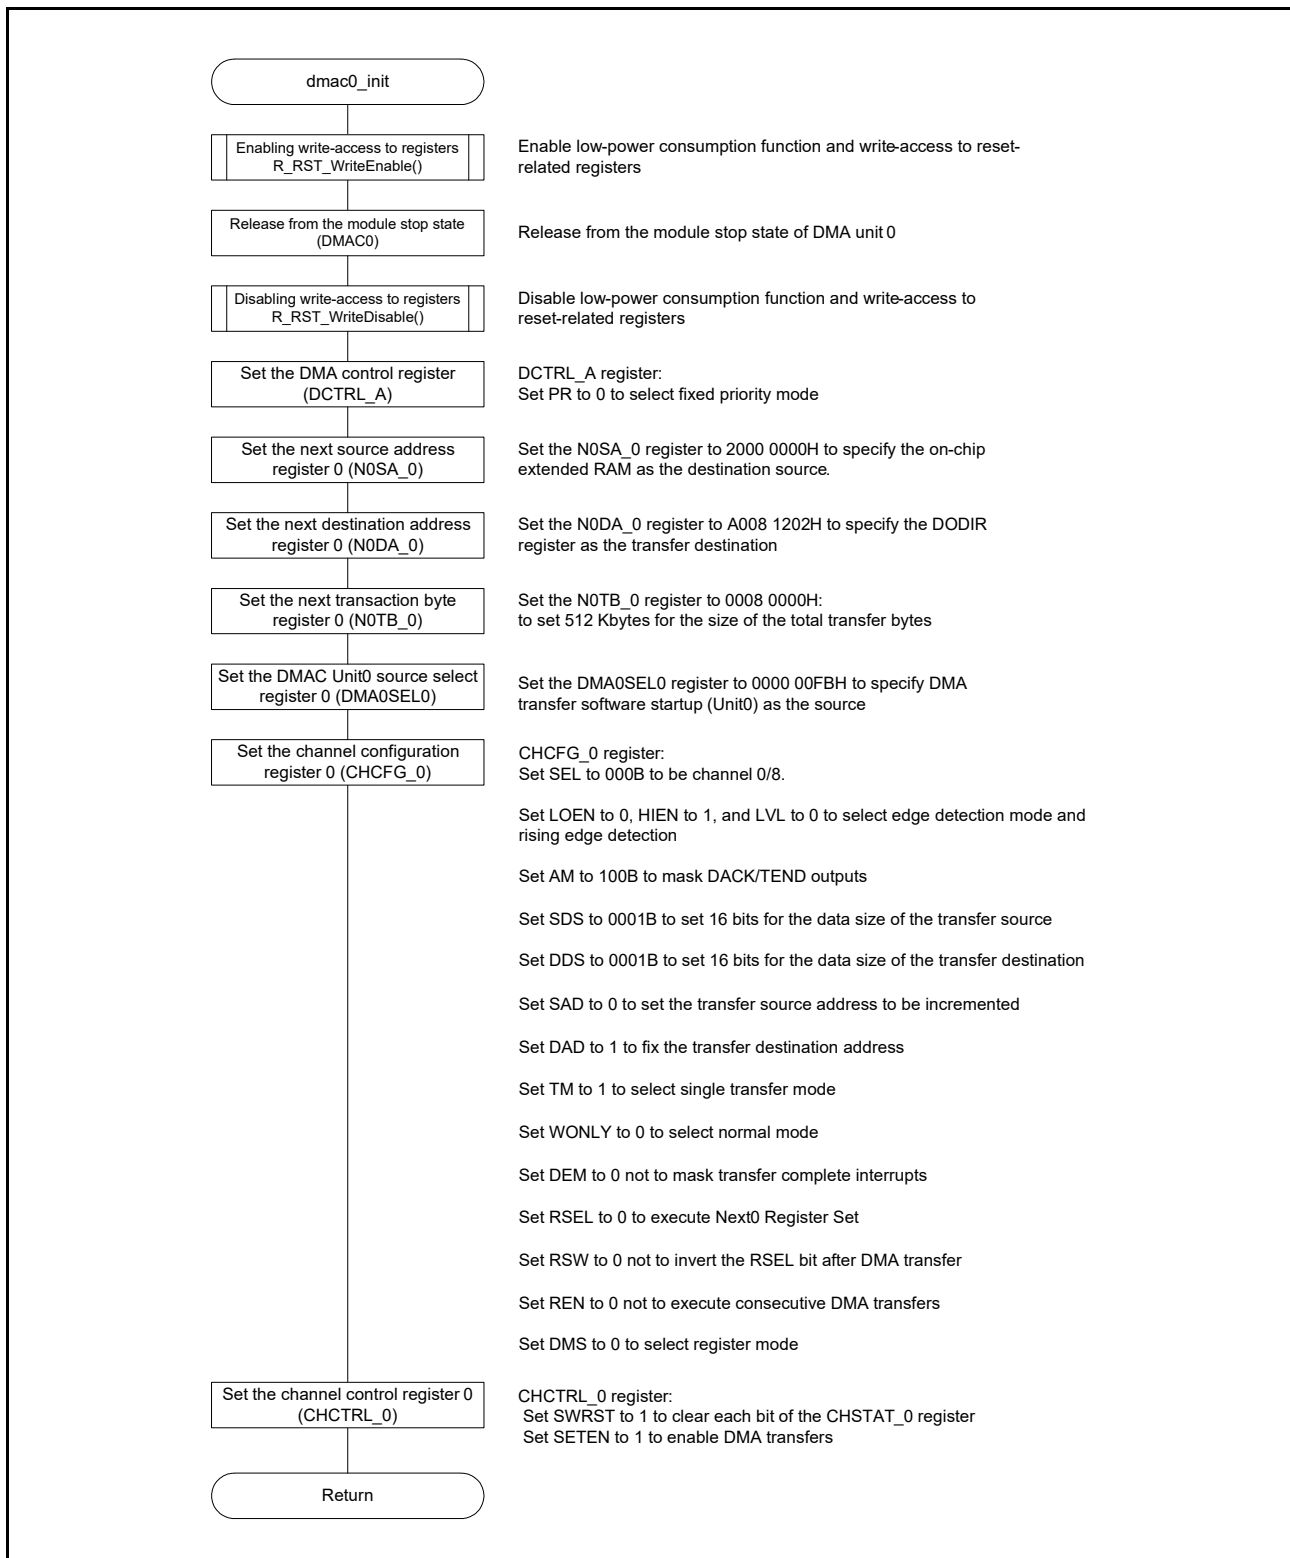 dmac0_init
Enabling write-access to registers
R_RST_WriteEnable()
Enable low-power consumption function and write-access to reset-
related registers
Release from the module stop state
(DMAC0)
Release from the module stop state of DMA unit 0
Disabling write-access to registers
R_RST_WriteDisable()
Disable low-power consumption function and write-access to
reset-related registers
Set the DMA control register
(DCTRL_A)
DCTRL_A register:
Set PR to 0 to select fixed priority mode
Set the next source address
register 0 (N0SA_0)
Set the N0SA_0 register to 2000 0000H to specify the on-chip
extended RAM as the destination source.
Set the next destination address
register 0 (N0DA_0)
Set the N0DA_0 register to A008 1202H to specify the DODIR
register as the transfer destination
Set the next transaction byte
register 0 (N0TB_0)
Set the N0TB_0 register to 0008 0000H:
to set 512 Kbytes for the size of the total transfer bytes
Set the DMAC Unit0 source select
register 0 (DMA0SEL0)
Set the DMA0SEL0 register to 0000 00FBH to specify DMA
transfer software startup (Unit0) as the source
Set the channel configuration
register 0 (CHCFG_0)
CHCFG_0 register:
Set SEL to 000B to be channel 0/8.
Set LOEN to 0, HIEN to 1, and LVL to 0 to select edge detection mode and
rising edge detection
Set AM to 100B to mask DACK/TEND outputs
Set SDS to 0001B to set 16 bits for the data size of the transfer source
Set DDS to 0001B to set 16 bits for the data size of the transfer destination
Set SAD to 0 to set the transfer source address to be incremented
Set DAD to 1 to fix the transfer destination address
Set TM to 1 to select single transfer mode
Set WONLY to 0 to select normal mode
Set DEM to 0 not to mask transfer complete interrupts
Set RSEL to 0 to execute Next0 Register Set
Set RSW to 0 not to invert the RSEL bit after DMA transfer
Set REN to 0 not to execute consecutive DMA transfers
Set DMS to 0 to select register mode
Set the channel control register 0
(CHCTRL_0)
CHCTRL_0 register:
Set SWRST to 1 to clear each bit of the CHSTAT_0 register
Set SETEN to 1 to enable DMA transfers
Return